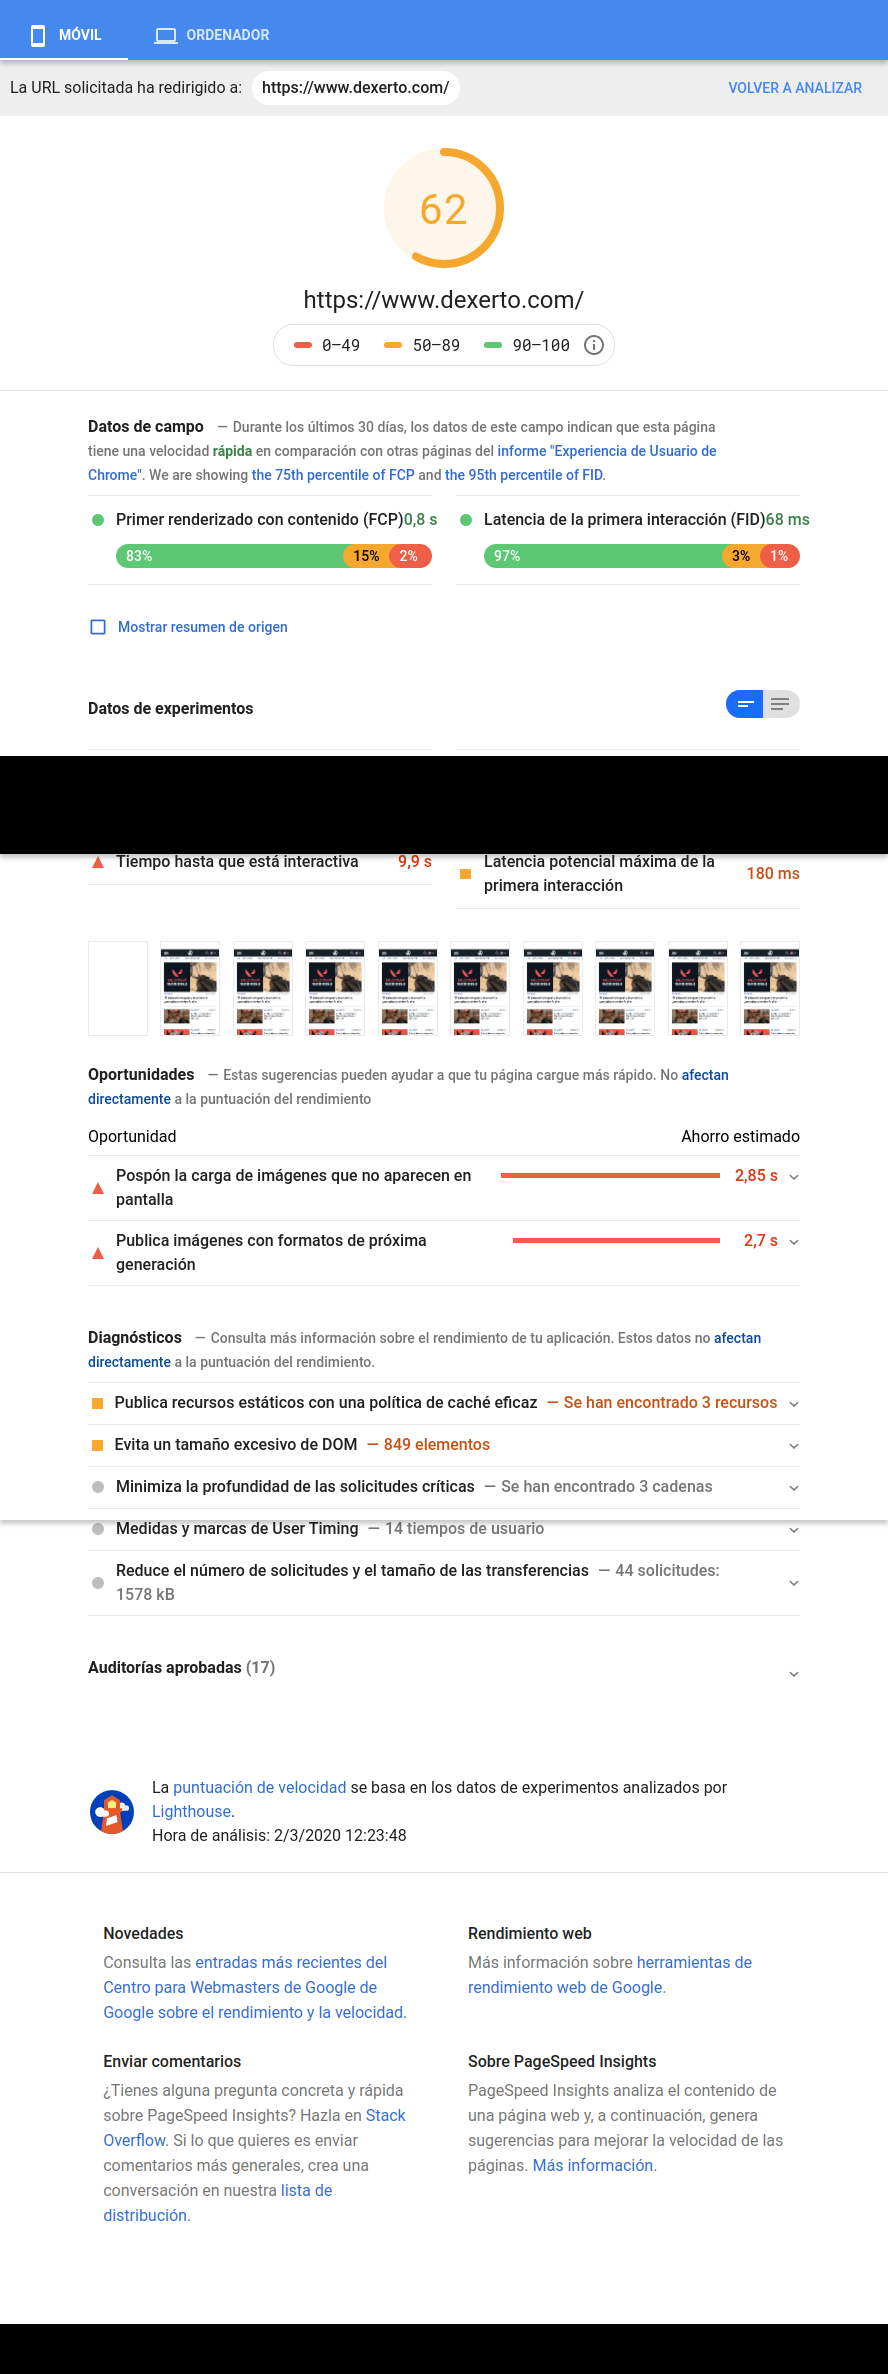 MÓVIL
ORDENADOR
La URL solicitada ha redirigido a: https://www.dexerto.com/
VOLVER A ANALIZAR
62
https://www.dexerto.com/
0–49 50–89 90–100
Datos de campo — Durante los últimos 30 días, los datos de este campo indican que esta página
tiene una velocidad rápida en comparación con otras páginas del informe "Experiencia de Usuario de
Chrome". We are showing the 75th percentile of FCP and the 95th percentile of FID.
Primer renderizado con contenido (FCP) 0,8 s
83% 15% 2%
Latencia de la primera interacción (FID) 68 ms
97% 3% 1%
Mostrar resumen de origen
Datos de experimentos
Tiempo hasta que está interactiva 9,9 s
Latencia potencial máxima de la
primera interacción
180 ms
Oportunidades — Estas sugerencias pueden ayudar a que tu página cargue más rápido. No afectan
directamente a la puntuación del rendimiento
Oportunidad Ahorro estimado
Pospón la carga de imágenes que no aparecen en
pantalla
2,85 s
Publica imágenes con formatos de próxima
generación
2,7 s
Diagnósticos — Consulta más información sobre el rendimiento de tu aplicación. Estos datos no afectan
directamente a la puntuación del rendimiento.
Publica recursos estáticos con una política de caché eficaz — Se han encontrado 3 recursos
Evita un tamaño excesivo de DOM — 849 elementos
Minimiza la profundidad de las solicitudes críticas — Se han encontrado 3 cadenas
Medidas y marcas de User Timing — 14 tiempos de usuario
Reduce el número de solicitudes y el tamaño de las transferencias — 44 solicitudes:
1578 kB
Auditorías aprobadas (17)
La puntuación de velocidad se basa en los datos de experimentos analizados por
Lighthouse.
Hora de análisis: 2/3/2020 12:23:48
Novedades
Consulta las entradas más recientes del
Centro para Webmasters de Google de
Google sobre el rendimiento y la velocidad.
Rendimiento web
Más información sobre herramientas de
rendimiento web de Google.
Enviar comentarios
¿Tienes alguna pregunta concreta y rápida
sobre PageSpeed Insights? Hazla en Stack
Overflow. Si lo que quieres es enviar
comentarios más generales, crea una
conversación en nuestra lista de
distribución.
Sobre PageSpeed Insights
PageSpeed Insights analiza el contenido de
una página web y, a continuación, genera
sugerencias para mejorar la velocidad de las
páginas. Más información.